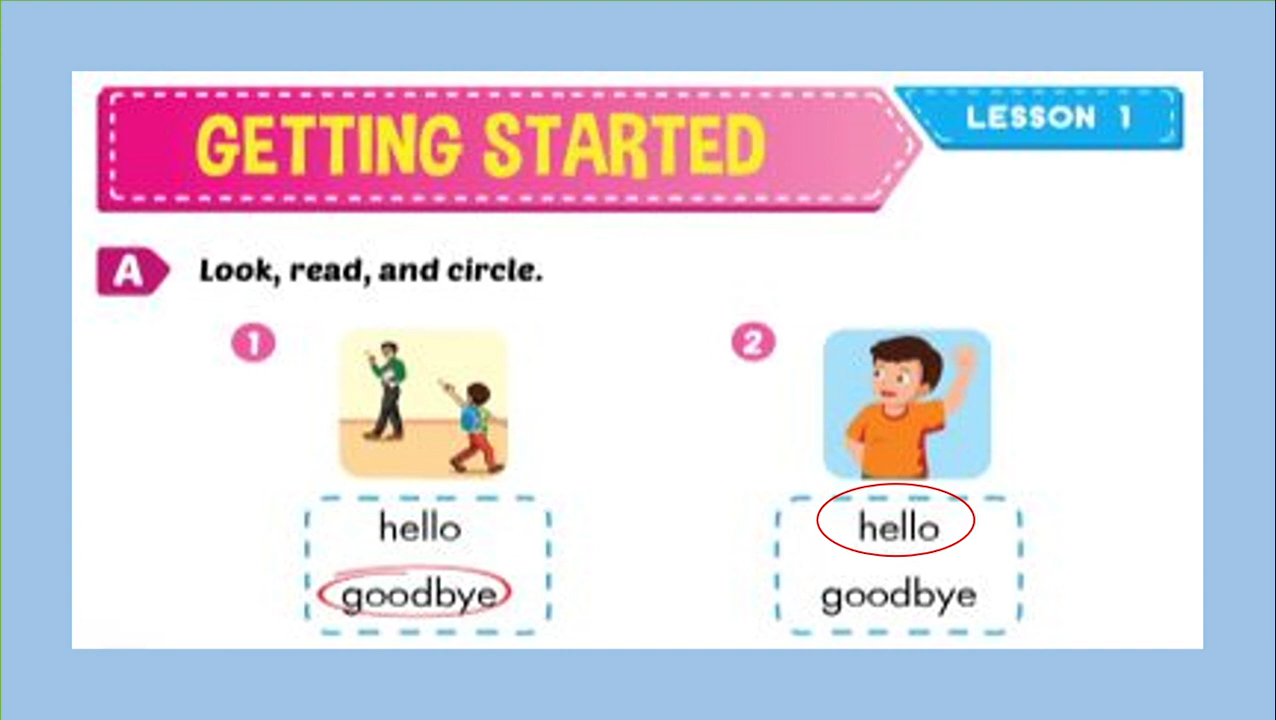 GETTING STARTED
LESSON 1
A Look, read, and circle.
1
hello
goodbye
2
hello
goodbye